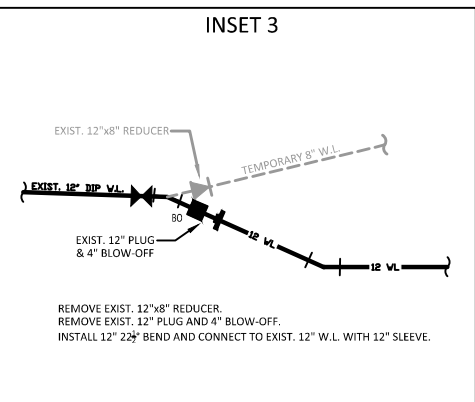 INSET 3
EXIST. 12"x8" REDUCER
TEMPORARY 8" W.L.
EXIST. 12" DIP W.L.
BO
EXIST. 12" PLUG
& 4" BLOW-OFF
12 WL
12 WL
REMOVE EXIST. 12"x8" REDUCER.
REMOVE EXIST. 12" PLUG AND 4" BLOW-OFF.
INSTALL 12" 22½° BEND AND CONNECT TO EXIST. 12" W.L. WITH 12" SLEEVE.